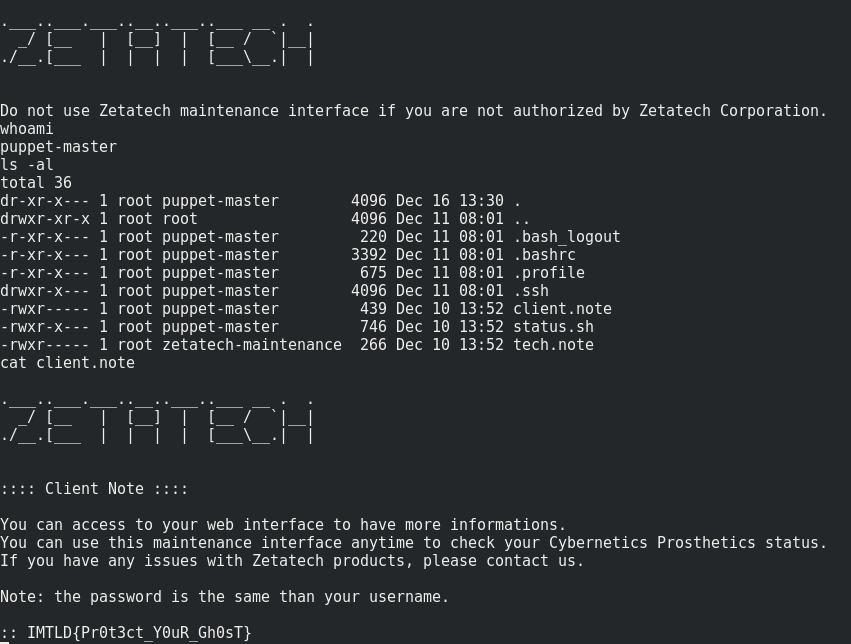 .___..___.___..__..___..___ __ .  .
  _/ [__   |  [__]  |  [__ /  `|__|
./__.[___  |  |  |  |  [___\__.|  |
Do not use Zetatech maintenance interface if you are not authorized by Zetatech Corporation.
whoami
puppet-master
ls -al
total 36
dr-xr-x--- 1 root puppet-master        4096 Dec 16 13:30 .
drwxr-xr-x 1 root root                 4096 Dec 11 08:01 ..
-r-xr-x--- 1 root puppet-master         220 Dec 11 08:01 .bash_logout
-r-xr-x--- 1 root puppet-master        3392 Dec 11 08:01 .bashrc
-r-xr-x--- 1 root puppet-master         675 Dec 11 08:01 .profile
drwxr-x--- 1 root puppet-master        4096 Dec 11 08:01 .ssh
-rwxr----- 1 root puppet-master         439 Dec 10 13:52 client.note
-rwxr-x--- 1 root puppet-master         746 Dec 10 13:52 status.sh
-rwxr----- 1 root zetatech-maintenance  266 Dec 10 13:52 tech.note
cat client.note
.___..___.___..__..___..___ __ .  .
  _/ [__   |  [__]  |  [__ /  `|__|
./__.[___  |  |  |  |  [___\__.|  |
:::: Client Note ::::
You can access to your web interface to have more informations.
You can use this maintenance interface anytime to check your Cybernetics Prosthetics status.
If you have any issues with Zetatech products, please contact us.
Note: the password is the same than your username.
:: IMTLD{Pr0t3ct_Y0uR_Gh0sT}